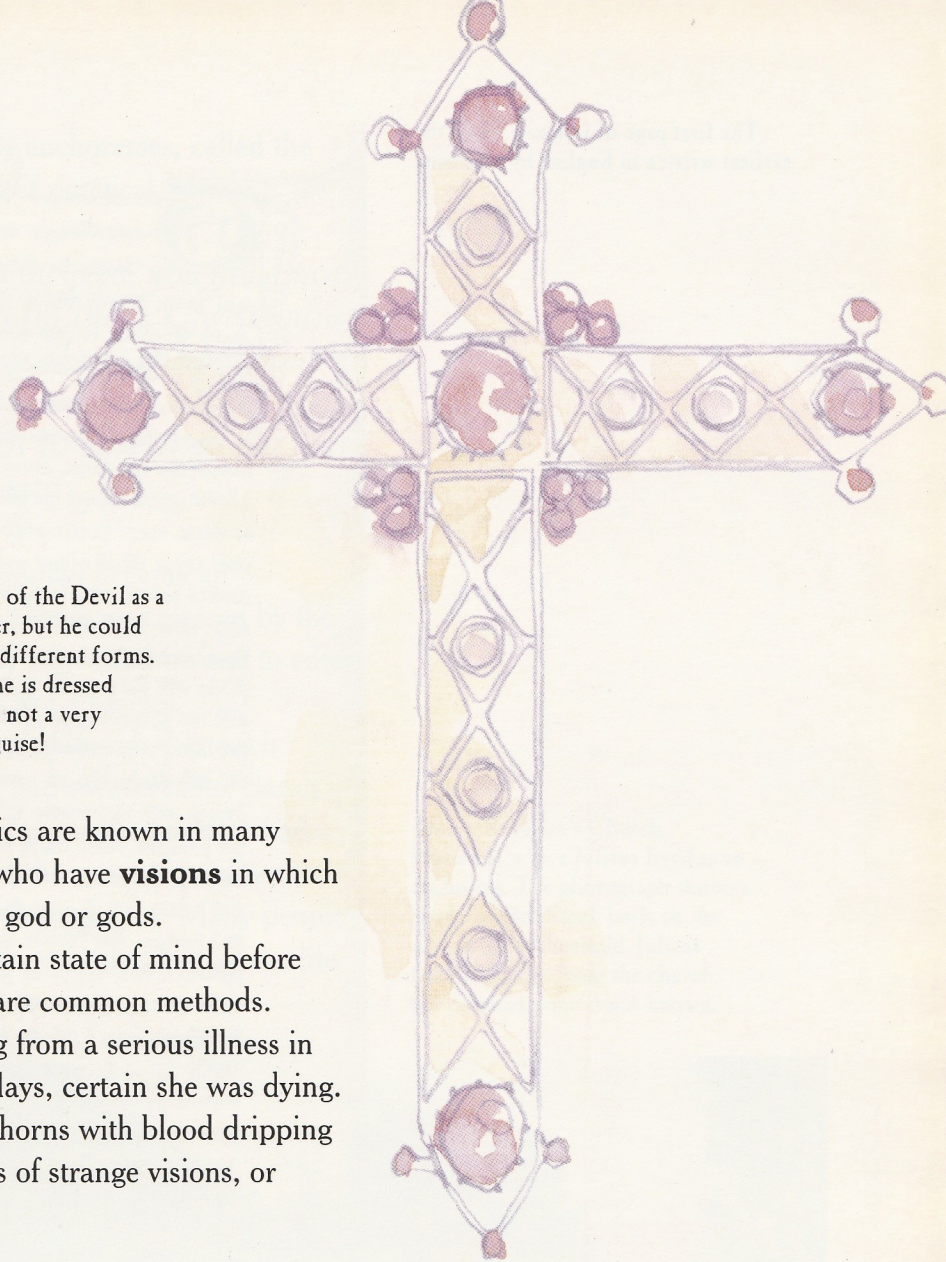 of the Devil as a
er, but he could
different forms.
he is dressed
not a very
guise!
ics are known in many
who have visions in which
god or gods.
tain state of mind before
are common methods.
g from a serious illness in
days, certain she was dying.
horns with blood dripping
s of strange visions, or